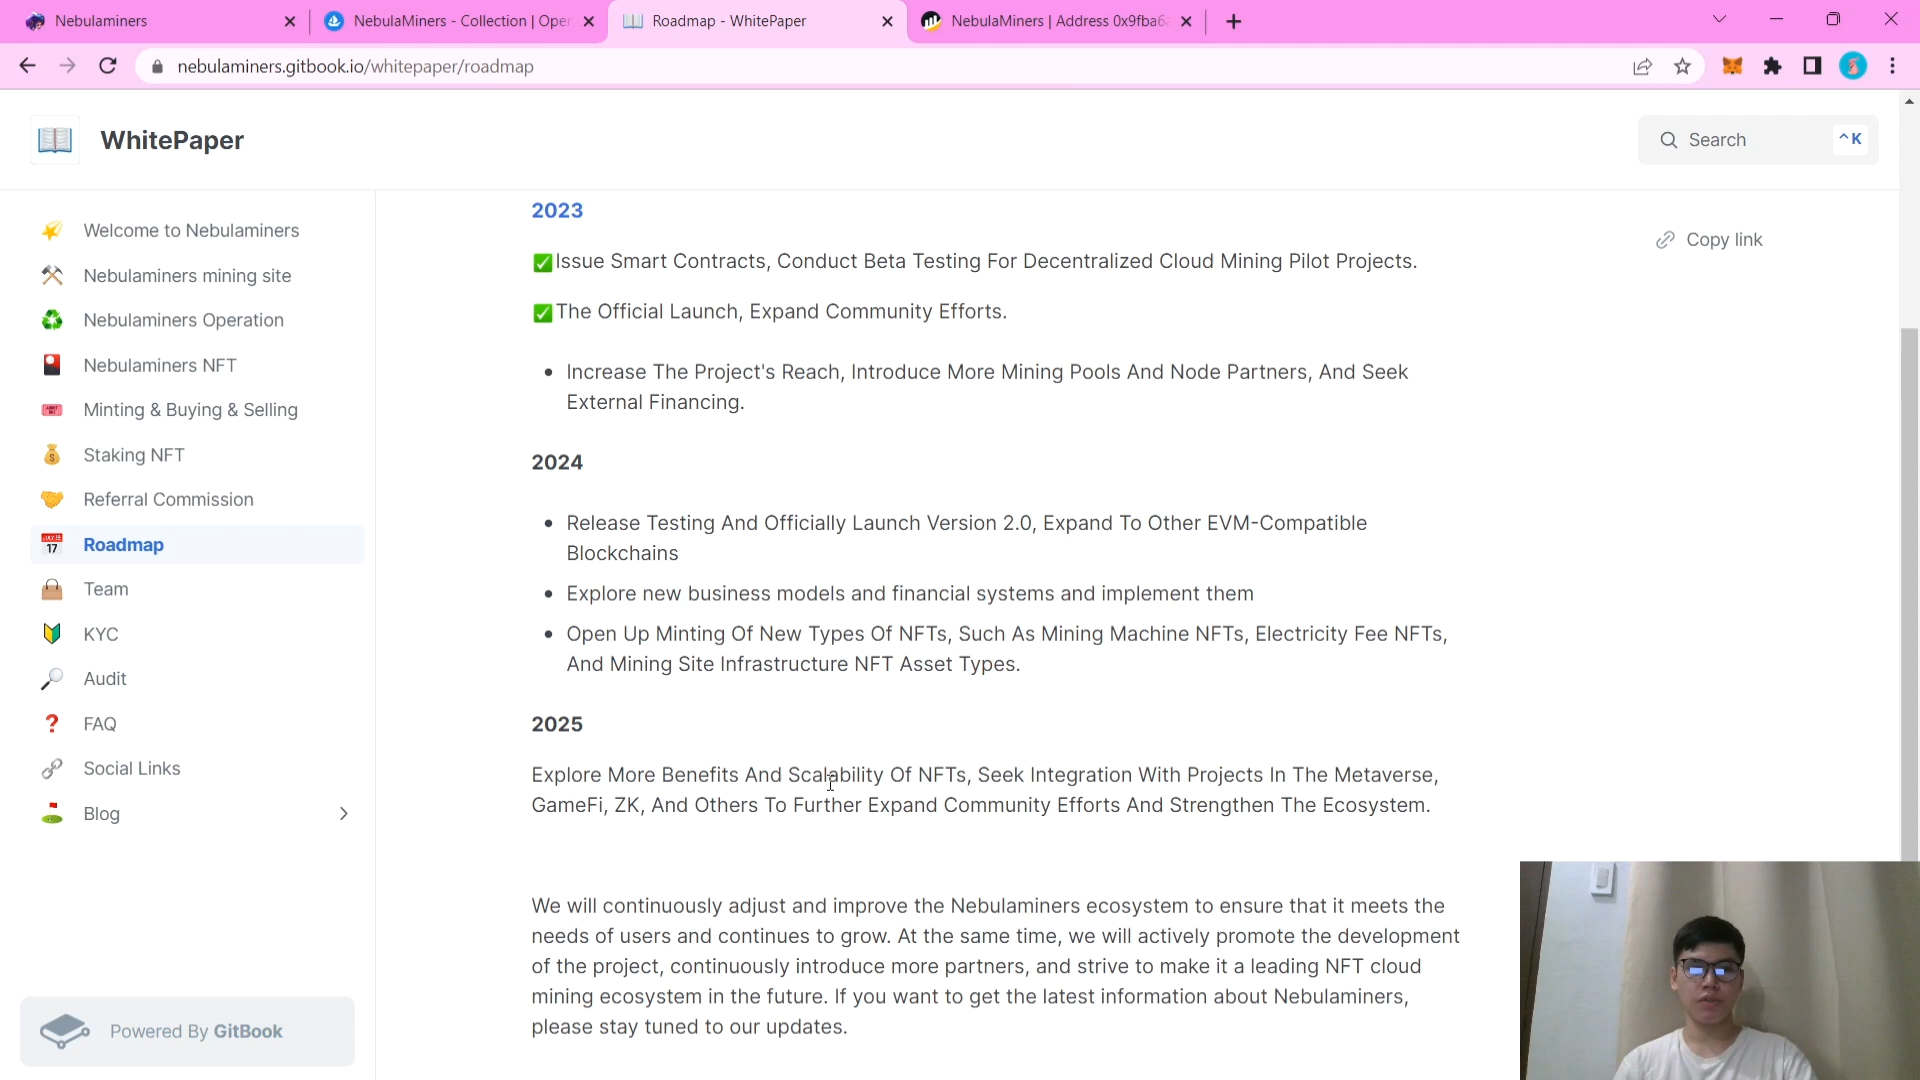 Nebulaminers
NebulaMiners - Collection | Oper
Roadmap - WhitePaper
NebulaMiners | Address 0x9fba6
nebulaminers.gitbook.io/whitepaper/roadmap
WhitePaper
Search
^K
Welcome to Nebulaminers
Nebulaminers mining site
Nebulaminers Operation
Nebulaminers NFT
Minting & Buying & Selling
Staking NFT
Referral Commission
JULY 17
Roadmap
Team
KYC
Audit
FAQ
Social Links
Blog
Powered By GitBook
2023
Issue Smart Contracts, Conduct Beta Testing For Decentralized Cloud Mining Pilot Projects.
The Official Launch, Expand Community Efforts.
• Increase The Project's Reach, Introduce More Mining Pools And Node Partners, And Seek
External Financing.
2024
• Release Testing And Officially Launch Version 2.0, Expand To Other EVM-Compatible
Blockchains
• Explore new business models and financial systems and implement them
• Open Up Minting Of New Types Of NFTs, Such As Mining Machine NFTs, Electricity Fee NFTs,
And Mining Site Infrastructure NFT Asset Types.
2025
Explore More Benefits And Scalability Of NFTs, Seek Integration With Projects In The Metaverse,
GameFi, ZK, And Others To Further Expand Community Efforts And Strengthen The Ecosystem.
We will continuously adjust and improve the Nebulaminers ecosystem to ensure that it meets the
needs of users and continues to grow. At the same time, we will actively promote the development
of the project, continuously introduce more partners, and strive to make it a leading NFT cloud
mining ecosystem in the future. If you want to get the latest information about Nebulaminers,
please stay tuned to our updates.
Copy link